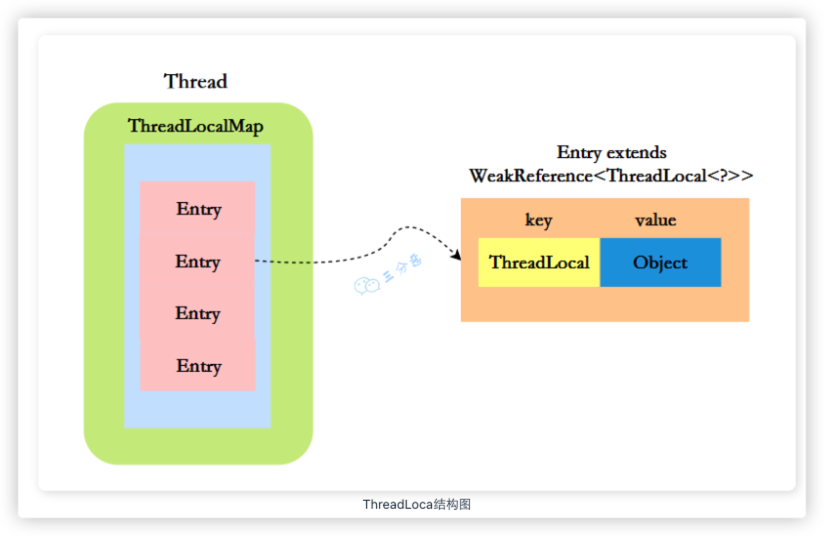 Thread
ThreadLocalMap
Entry
Entry
Entry
Entry
Entry extends
WeakReference<ThreadLocal<?>>
key value
ThreadLocal Object
三分恶
ThreadLoca结构图